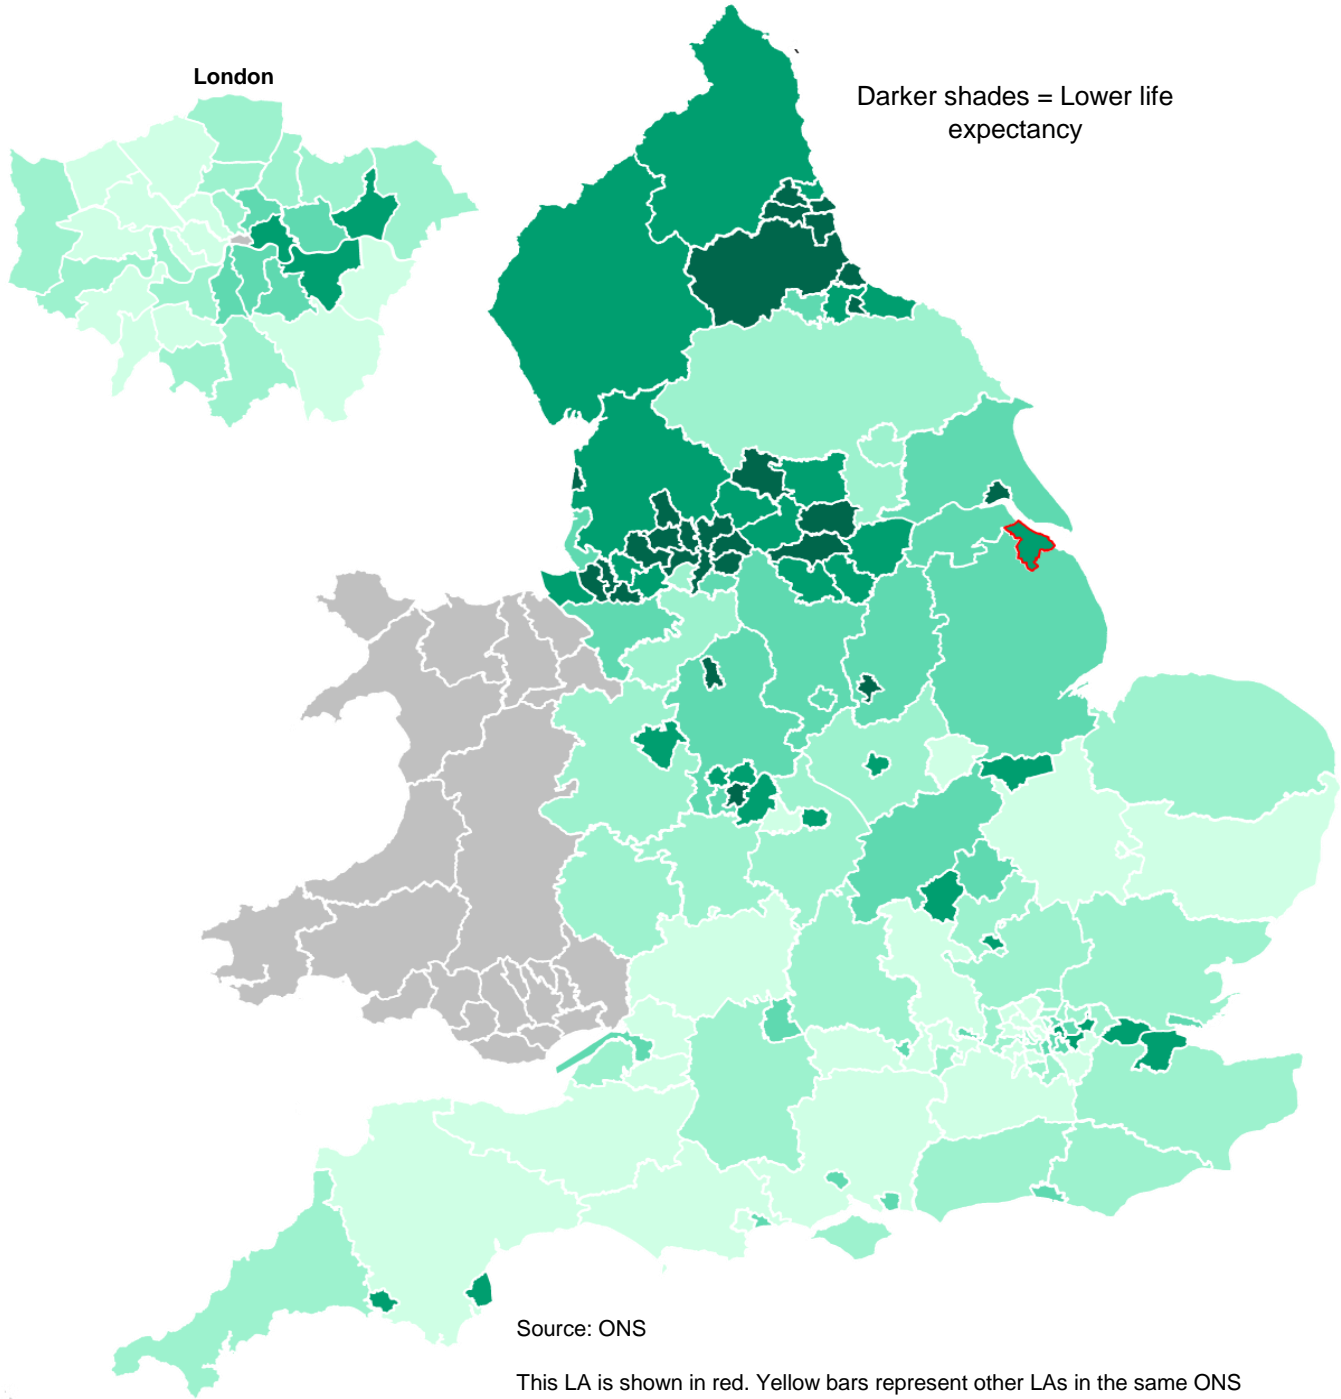 London
Darker shades = Lower life
expectancy
Source: ONS
This LA is shown in red. Yellow bars represent other LAs in the same ONS